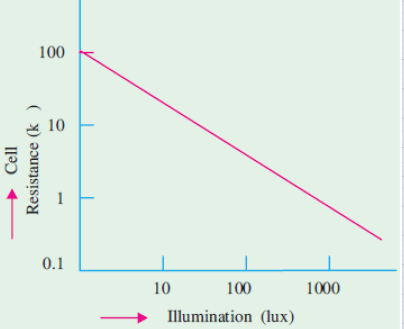 100
10
1
0.1
Cell
Resistance (k )
10 100 1000
Illumination (lux)